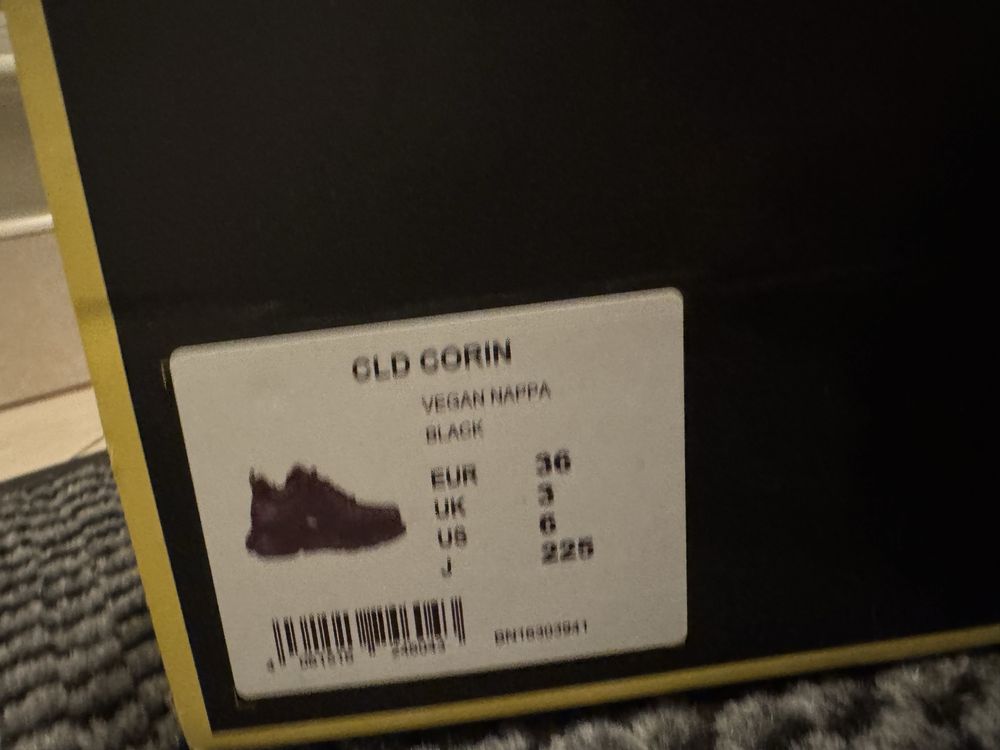 CLD CORIN
VEGAN NAPPA
BLACK
EUR 36
UK 3
US 6
J 225